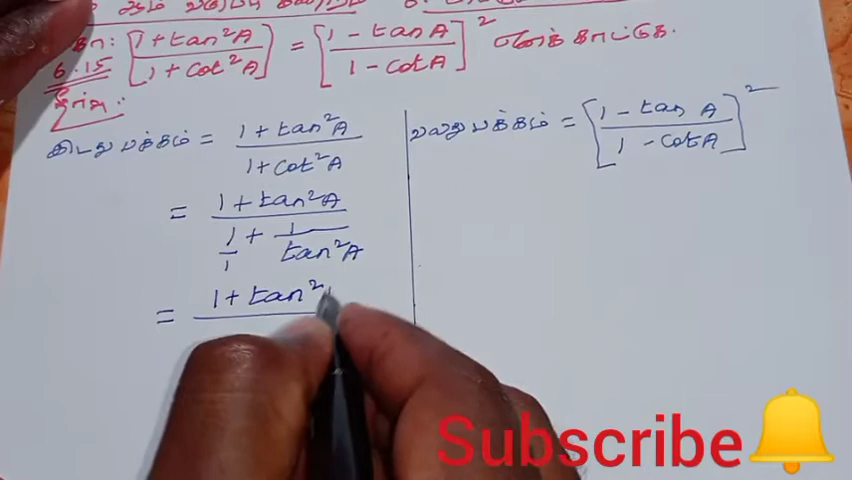 6.15 [1 + tan²A / 1 + cot²A] = [1 - tanA / 1 - cotA]² எனக் காட்டுக.
தீர்வு:
இடது பக்கம் = 1 + tan²A / 1 + cot²A
= 1 + tan²A / 1/1 + 1/tan²A
= 1 + tan²
வலது பக்கம் = [1 - tan A / 1 - cotA]²
Subscribe